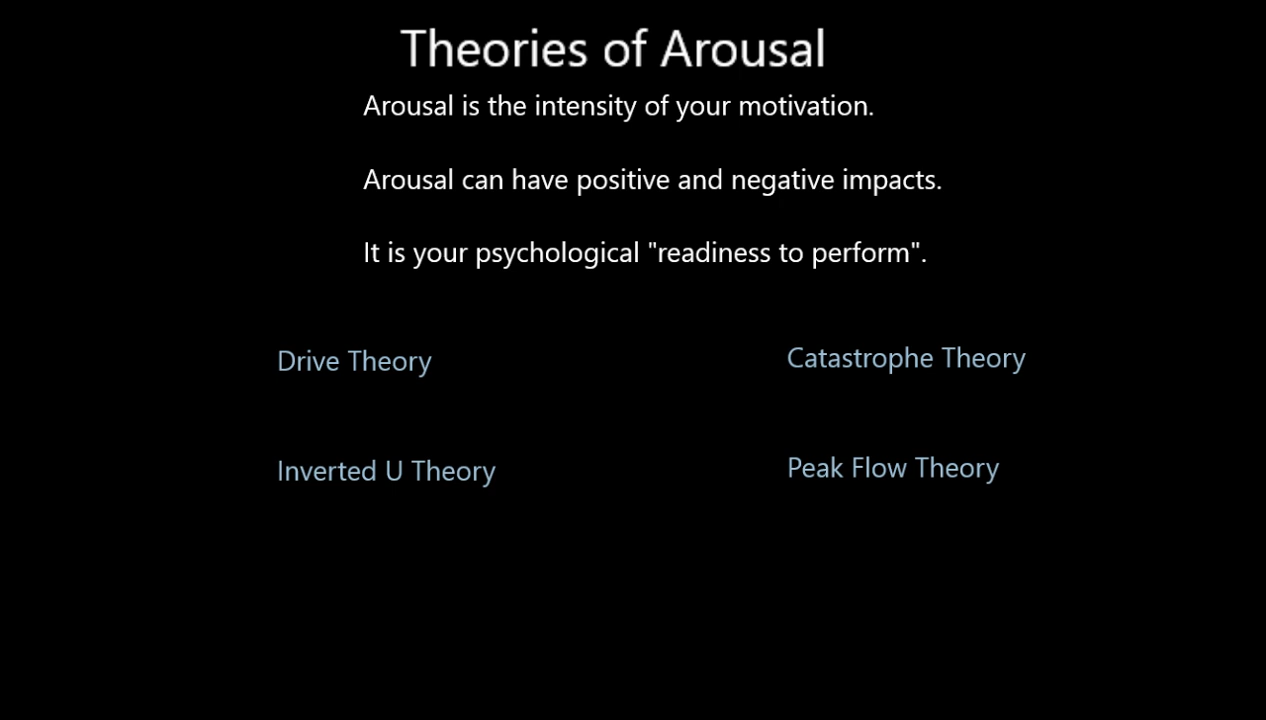 Theories of Arousal
Arousal is the intensity of your motivation.
Arousal can have positive and negative impacts.
It is your psychological "readiness to perform".
Drive Theory
Catastrophe Theory
Inverted U Theory
Peak Flow Theory